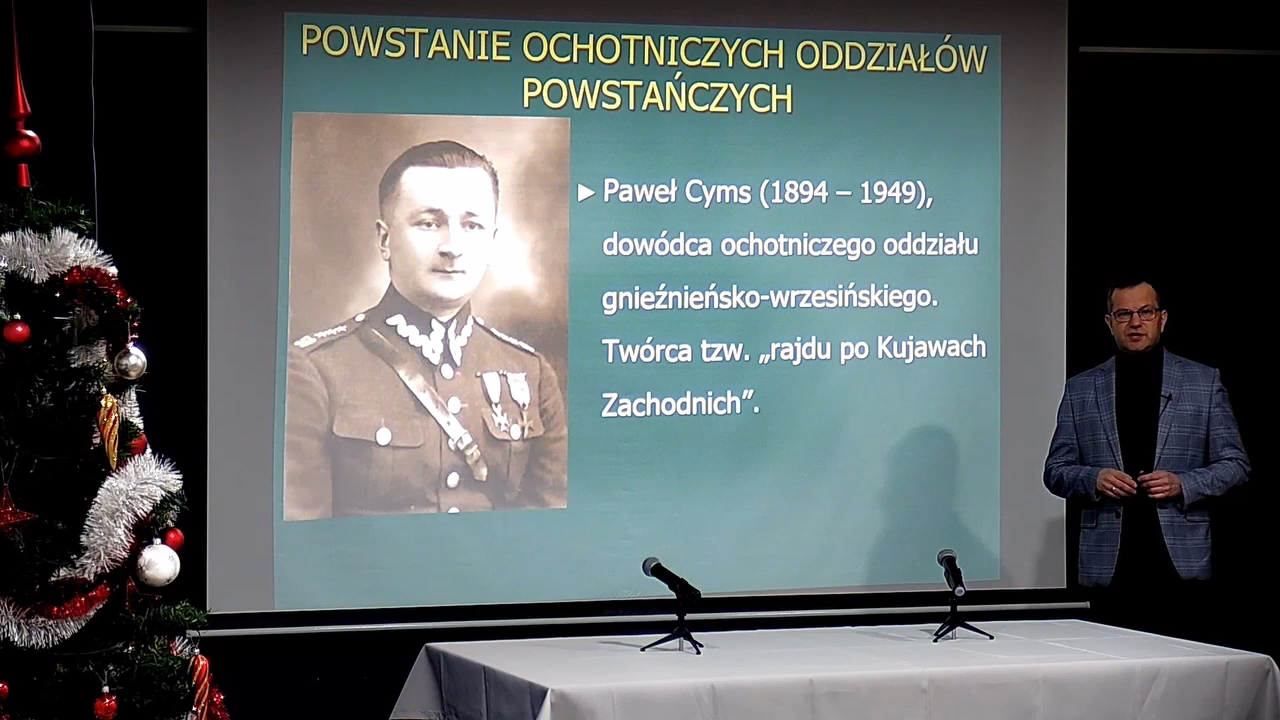 POWSTANIE OCHOTNICZYCH ODDZIAŁÓW
POWSTAŃCZYCH
► Paweł Cyms (1894 – 1949),
dowódca ochotniczego oddziału
gnieźnieńsko-wrzesińskiego.
Twórca tzw. „rajdu po Kujawach
Zachodnich”.